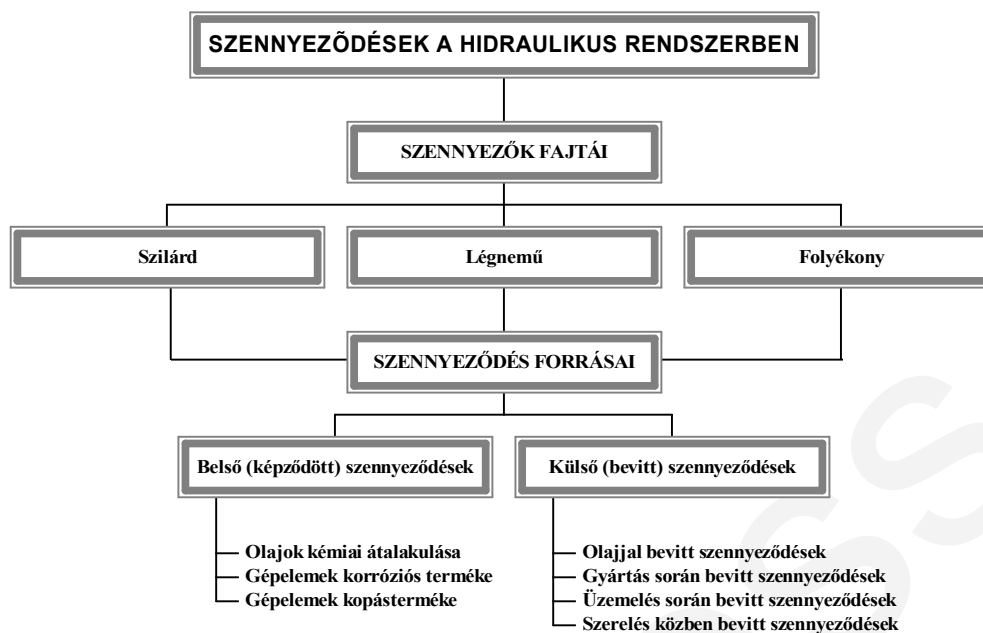 SZENNYEZÕDÉSEK A HIDRAULIKUS RENDSZERBEN
SZENNYEZŐK FAJTÁI
Szilárd
Légnemű
Folyékony
SZENNYEZŐDÉS FORRÁSAI
Belső (képződött) szennyeződések
Külső (bevitt) szennyeződések
Olajok kémiai átalakulása
Gépelemek korróziós terméke
Gépelemek kopásterméke
Olajjal bevitt szennyeződések
Gyártás során bevitt szennyeződések
Üzemelés során bevitt szennyeződések
Szerelés közben bevitt szennyeződések